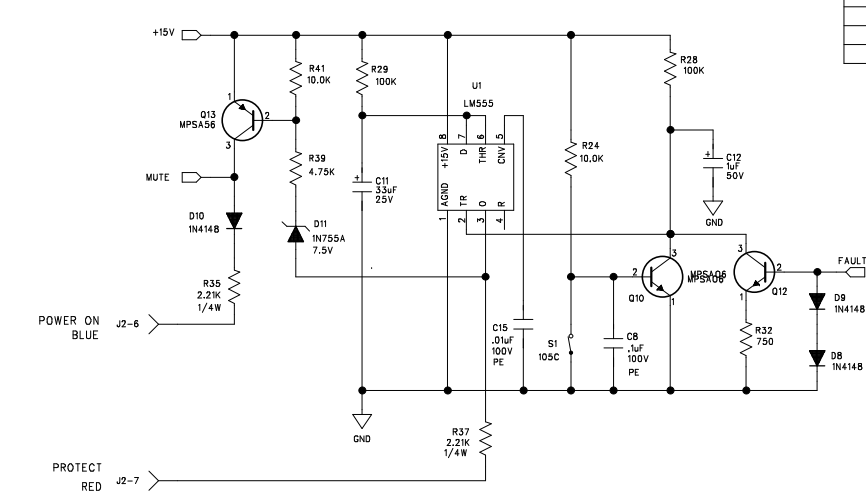 +15V
R41
10.0K
R29
100K
R28
100K
U1
LM555
1
Q13
MPSA56
2
3
8
7
6
5
+15V
D
THR
CNV
AGND
TR
O
R
1
2
3
4
R24
10.0K
+
C12
1uF
50V
GND
R39
4.75K
MUTE
+
C11
33uF
25V
D10
1N4148
D11
1N755A
7.5V
3
2
Q10
1
MPSA06
MPSA06
3
2
Q12
1
FAULT
D9
1N4148
R35
2.21K
1/4W
POWER ON
BLUE
J2-6
C15
.01uF
100V
PE
S1
105C
C8
.1uF
100V
PE
R32
750
D8
1N4148
GND
R37
2.21K
1/4W
PROTECT
RED
J2-7